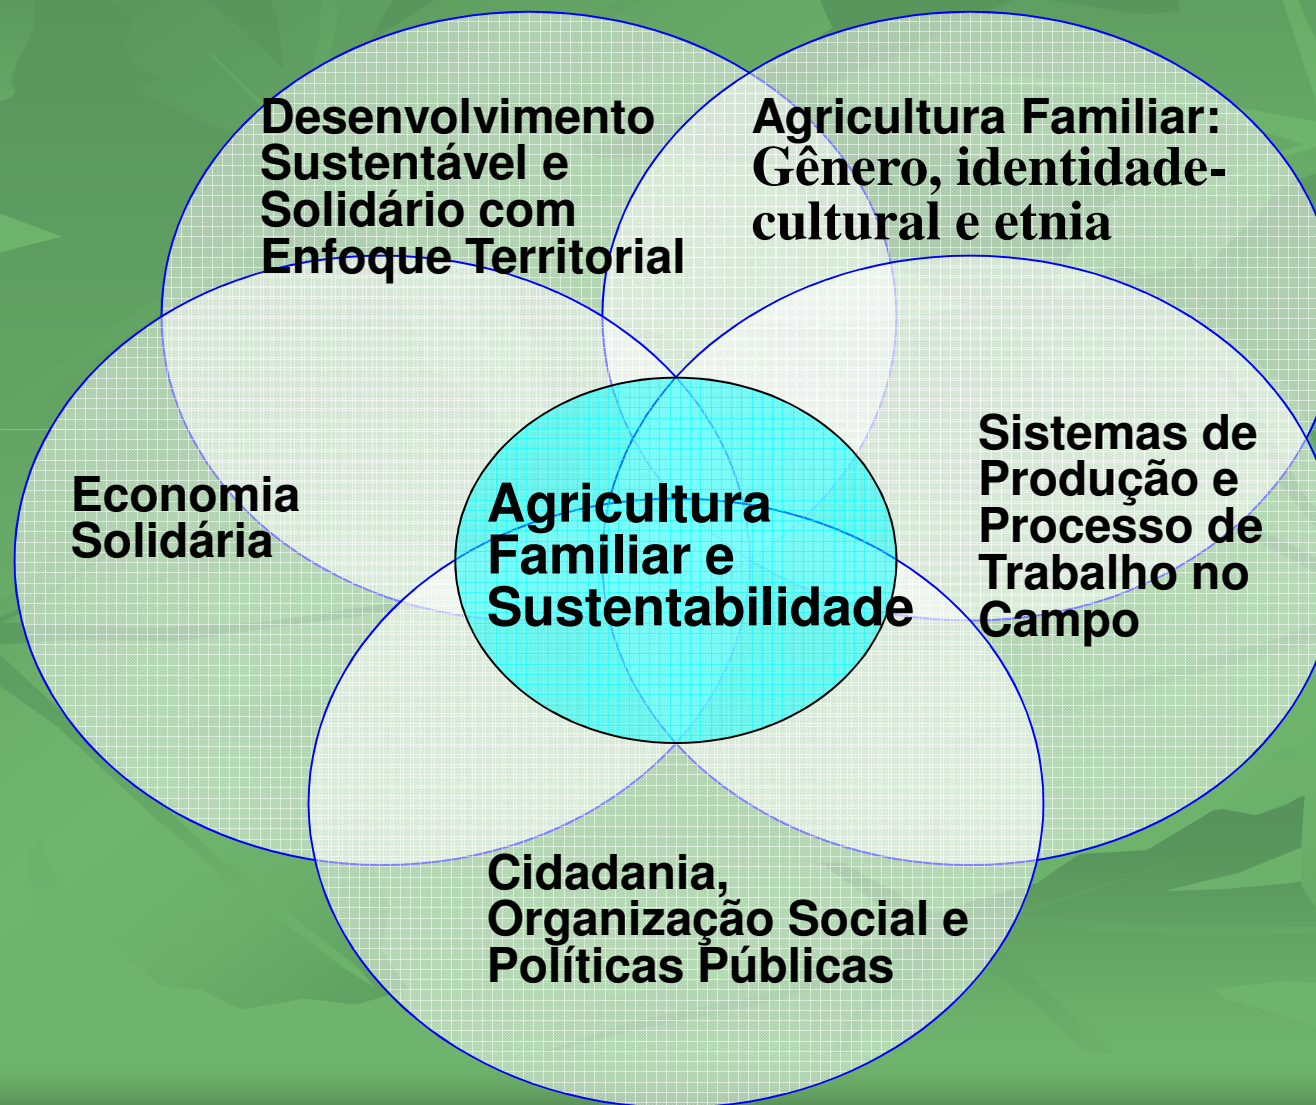 Desenvolvimento
Sustentável e
Solidário com
Enfoque Territorial
Agricultura Familiar:
Gênero, identidade-
cultural e etnia
Economia
Solidária
Agricultura
Familiar e
Sustentabilidade
Sistemas de
Produção e
Processo de
Trabalho no
Campo
Cidadania,
Organização Social e
Políticas Públicas